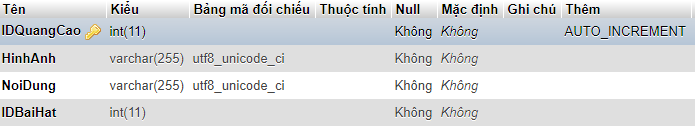 Tên Kiểu Bảng mã đối chiếu Thuộc tính Null Mặc định Ghi chú Thêm
IDQuangCao int(11) Không Không AUTO_INCREMENT
HinhAnh varchar(255) utf8_unicode_ci Không Không
NoiDung varchar(255) utf8_unicode_ci Không Không
IDBaiHat int(11) Không Không